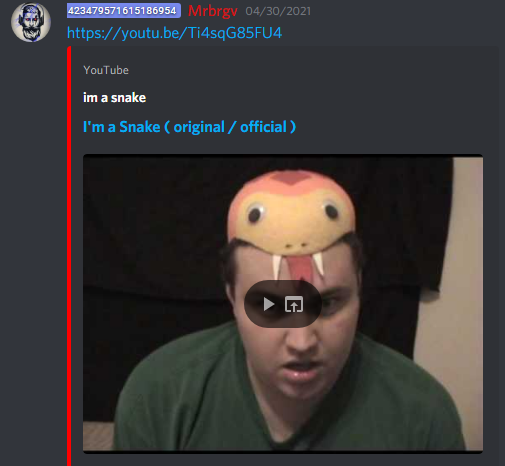 423479571615186954 Mrbrgv 04/30/2021
https://youtu.be/Ti4sqG85FU4
YouTube
im a snake
I'm a Snake ( original / official )